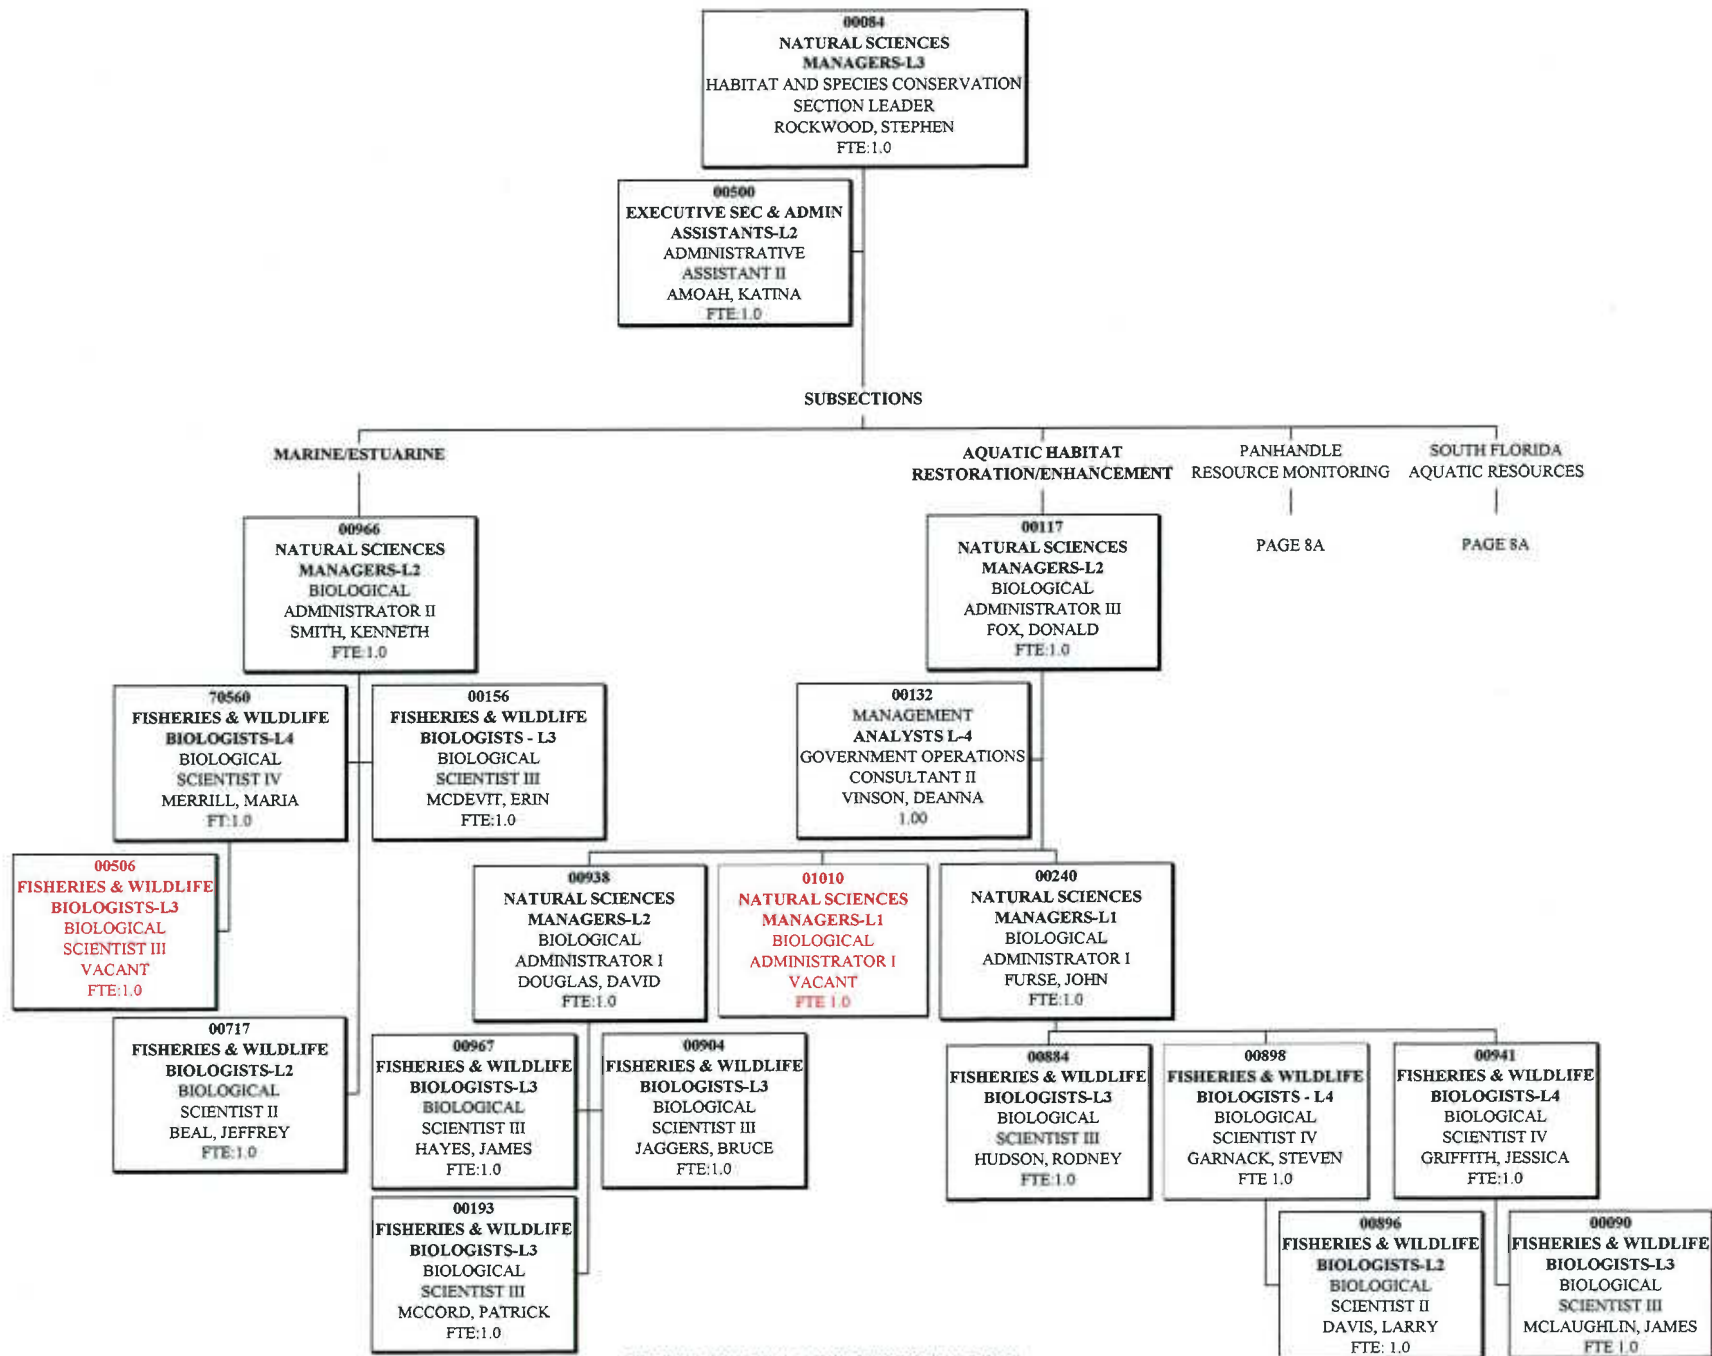 00084
NATURAL SCIENCES
MANAGERS-L3
HABITAT AND SPECIES CONSERVATION
SECTION LEADER
ROCKWOOD, STEPHEN
FTE:1.0
00500
EXECUTIVE SEC & ADMIN
ASSISTANTS-L2
ADMINISTRATIVE
ASSISTANT II
AMOAH, KATINA
FTE:1.0
SUBSECTIONS
MARINE/ESTUARINE
AQUATIC HABITAT
RESTORATION/ENHANCEMENT
PANHANDLE
RESOURCE MONITORING
SOUTH FLORIDA
AQUATIC RESOURCES
00966
NATURAL SCIENCES
MANAGERS-L2
BIOLOGICAL
ADMINISTRATOR II
SMITH, KENNETH
FTE:1.0
00117
NATURAL SCIENCES
MANAGERS-L2
BIOLOGICAL
ADMINISTRATOR III
FOX, DONALD
FTE:1.0
PAGE 8A
PAGE 8A
70560
FISHERIES & WILDLIFE
BIOLOGISTS-L4
BIOLOGICAL
SCIENTIST IV
MERRILL, MARIA
FT:1.0
00156
FISHERIES & WILDLIFE
BIOLOGISTS - L3
BIOLOGICAL
SCIENTIST III
MCDEVIT, ERIN
FTE:1.0
00132
MANAGEMENT
ANALYSTS L-4
GOVERNMENT OPERATIONS
CONSULTANT II
VINSON, DEANNA
1.00
00506
FISHERIES & WILDLIFE
BIOLOGISTS-L3
BIOLOGICAL
SCIENTIST III
VACANT
FTE:1.0
00938
NATURAL SCIENCES
MANAGERS-L2
BIOLOGICAL
ADMINISTRATOR I
DOUGLAS, DAVID
FTE:1.0
01010
NATURAL SCIENCES
MANAGERS-L1
BIOLOGICAL
ADMINISTRATOR I
VACANT
FTE 1.0
00240
NATURAL SCIENCES
MANAGERS-L1
BIOLOGICAL
ADMINISTRATOR I
FURSE, JOHN
FTE:1.0
00717
FISHERIES & WILDLIFE
BIOLOGISTS-L2
BIOLOGICAL
SCIENTIST II
BEAL, JEFFREY
FTE:1.0
00967
FISHERIES & WILDLIFE
BIOLOGISTS-L3
BIOLOGICAL
SCIENTIST III
HAYES, JAMES
FTE:1.0
00904
FISHERIES & WILDLIFE
BIOLOGISTS-L3
BIOLOGICAL
SCIENTIST III
JAGGERS, BRUCE
FTE:1.0
00884
FISHERIES & WILDLIFE
BIOLOGISTS-L3
BIOLOGICAL
SCIENTIST III
HUDSON, RODNEY
FTE:1.0
00898
FISHERIES & WILDLIFE
BIOLOGISTS - L4
BIOLOGICAL
SCIENTIST IV
GARNACK, STEVEN
FTE 1.0
00941
FISHERIES & WILDLIFE
BIOLOGISTS-L4
BIOLOGICAL
SCIENTIST IV
GRIFFITH, JESSICA
FTE:1.0
00193
FISHERIES & WILDLIFE
BIOLOGISTS-L3
BIOLOGICAL
SCIENTIST III
MCCORD, PATRICK
FTE:1.0
00896
FISHERIES & WILDLIFE
BIOLOGISTS-L2
BIOLOGICAL
SCIENTIST II
DAVIS, LARRY
FTE: 1.0
00090
FISHERIES & WILDLIFE
BIOLOGISTS-L3
BIOLOGICAL
SCIENTIST III
MCLAUGHLIN, JAMES
FTE 1.0